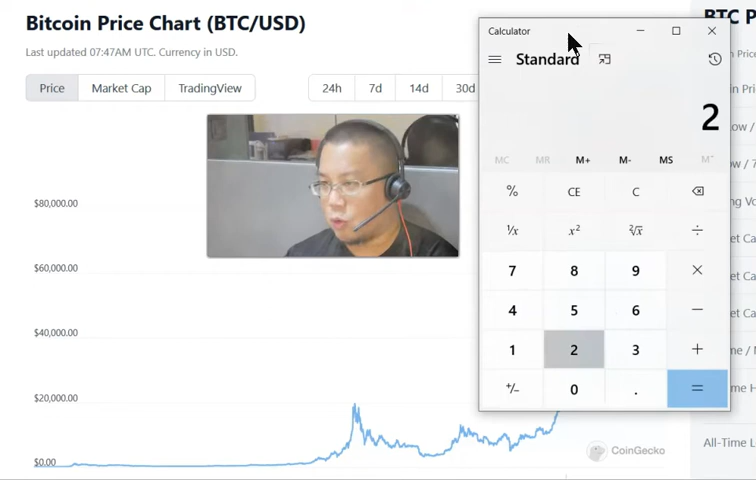 Bitcoin Price Chart (BTC/USD)
Last updated 07:47AM UTC. Currency in USD.
Price Market Cap TradingView
24h 7d 14d 30d
$80,000.00
$60,000.00
$40,000.00
$20,000.00
$0.00
CoinGecko
Calculator
Standard
2
MC MR M+ M- MS M
% CE C
¹/x x² ²√x ÷
7 8 9 ×
4 5 6 −
1 2 3 +
+/− 0 . =
BTC P
Price
All-Time L